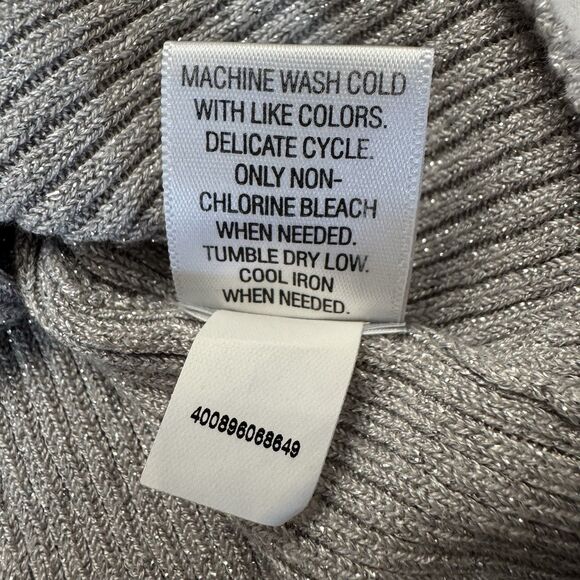 MACHINE WASH COLD
WITH LIKE COLORS.
DELICATE CYCLE.
ONLY NON-
CHLORINE BLEACH
WHEN NEEDED.
TUMBLE DRY LOW.
COOL IRON
WHEN NEEDED.
400896068649